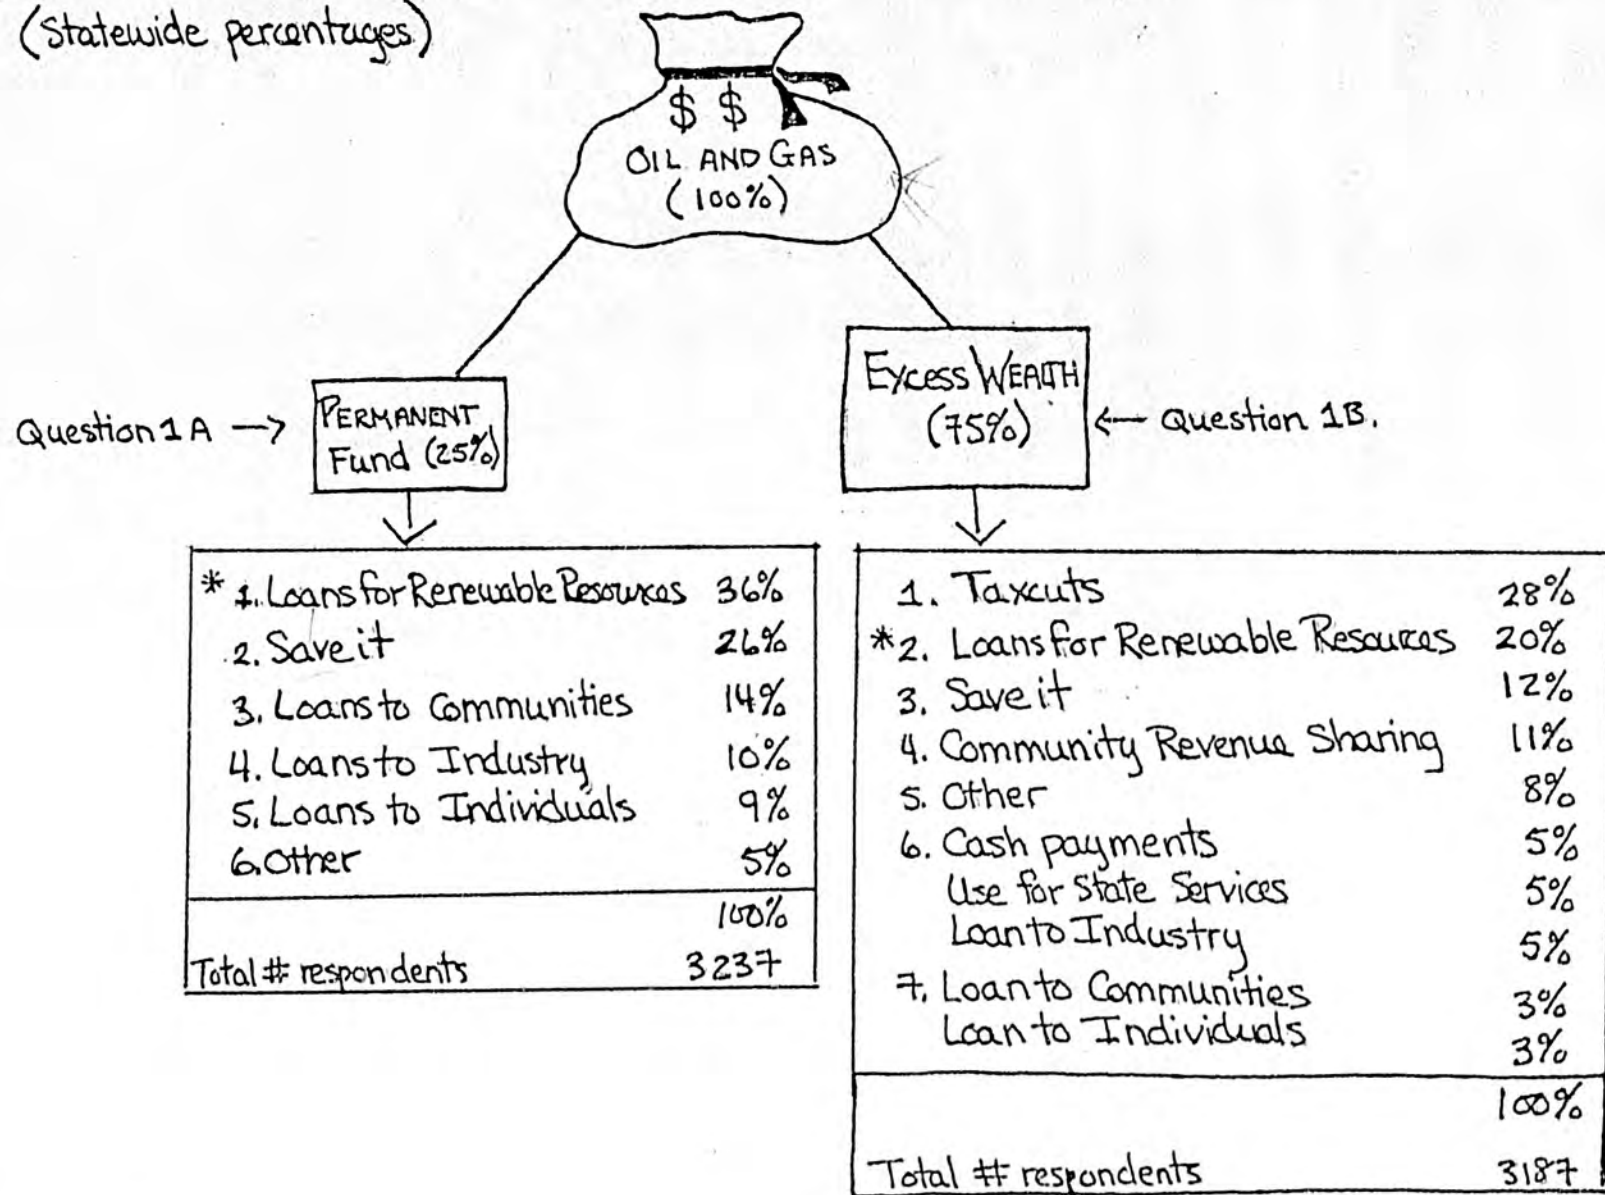 (Statewide percentages)
$ $
OIL AND GAS
(100%)
Question 1A →
PERMANENT
Fund (25%)
Excess WEALTH
(75%)
← Question 1B.
* 1. Loans for Renewable Resources 36%
2. Save it 26%
3. Loans to Communities 14%
4. Loans to Industry 10%
5. Loans to Individuals 9%
6. Other 5%
100%
Total # respondents 3237
1. Taxcuts 28%
*2. Loans for Renewable Resources 20%
3. Save it 12%
4. Community Revenue Sharing 11%
5. Other 8%
6. Cash payments 5%
Use for State Services 5%
Loan to Industry 5%
7. Loan to Communities 3%
Loan to Individuals 3%
100%
Total # respondents 3187